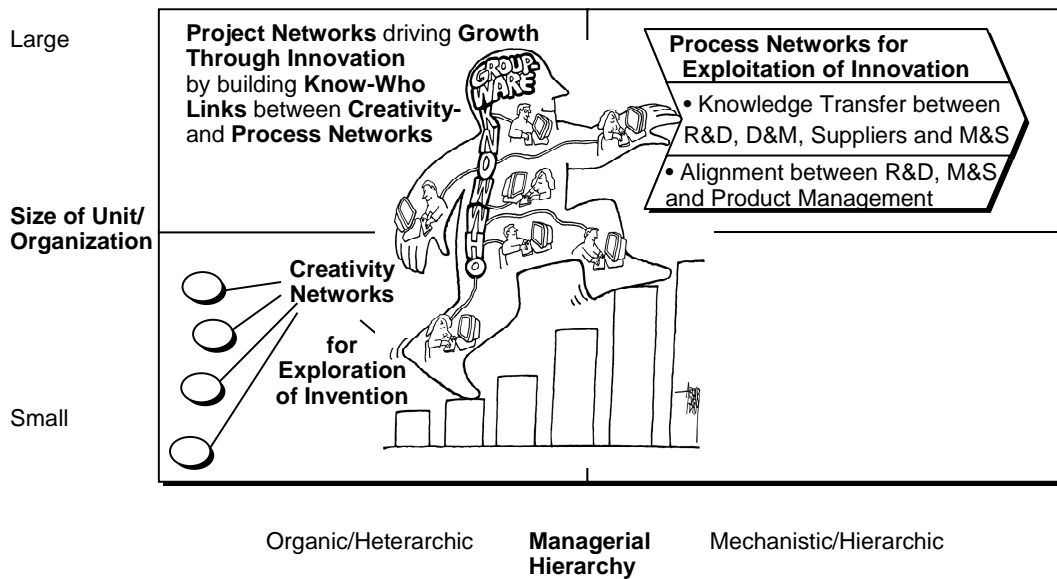 Large
Project Networks driving Growth
Through Innovation
by building Know-Who
Links between Creativity-
and Process Networks
GROUP-
WARE
KNOWWHO
Process Networks for
Exploitation of Innovation
• Knowledge Transfer between
R&D, D&M, Suppliers and M&S
• Alignment between R&D, M&S
and Product Management
Size of Unit/
Organization
Creativity
Networks
for
Exploration
of Invention
Small
Organic/Heterarchic
Managerial
Hierarchy
Mechanistic/Hierarchic